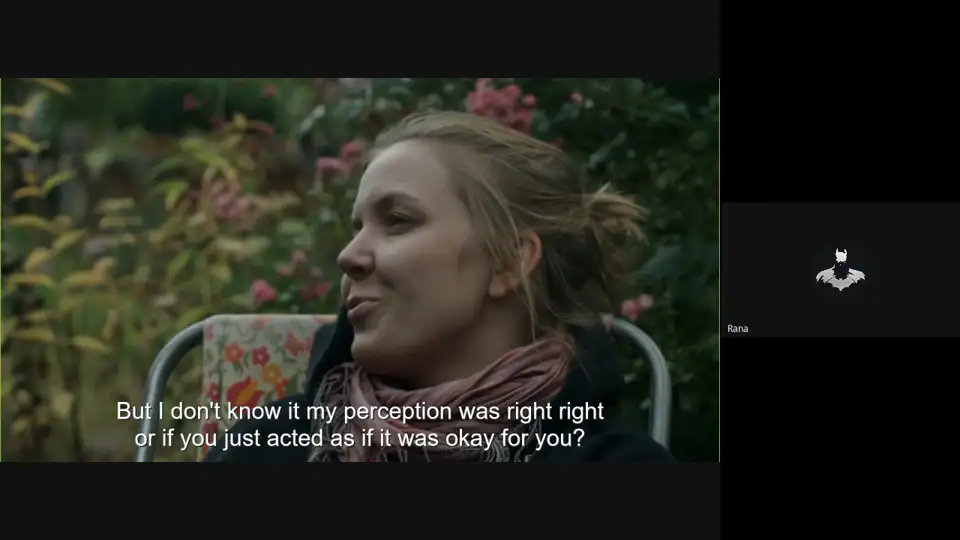 But I don't know it my perception was right right
or if you just acted as if it was okay for you?
Rana